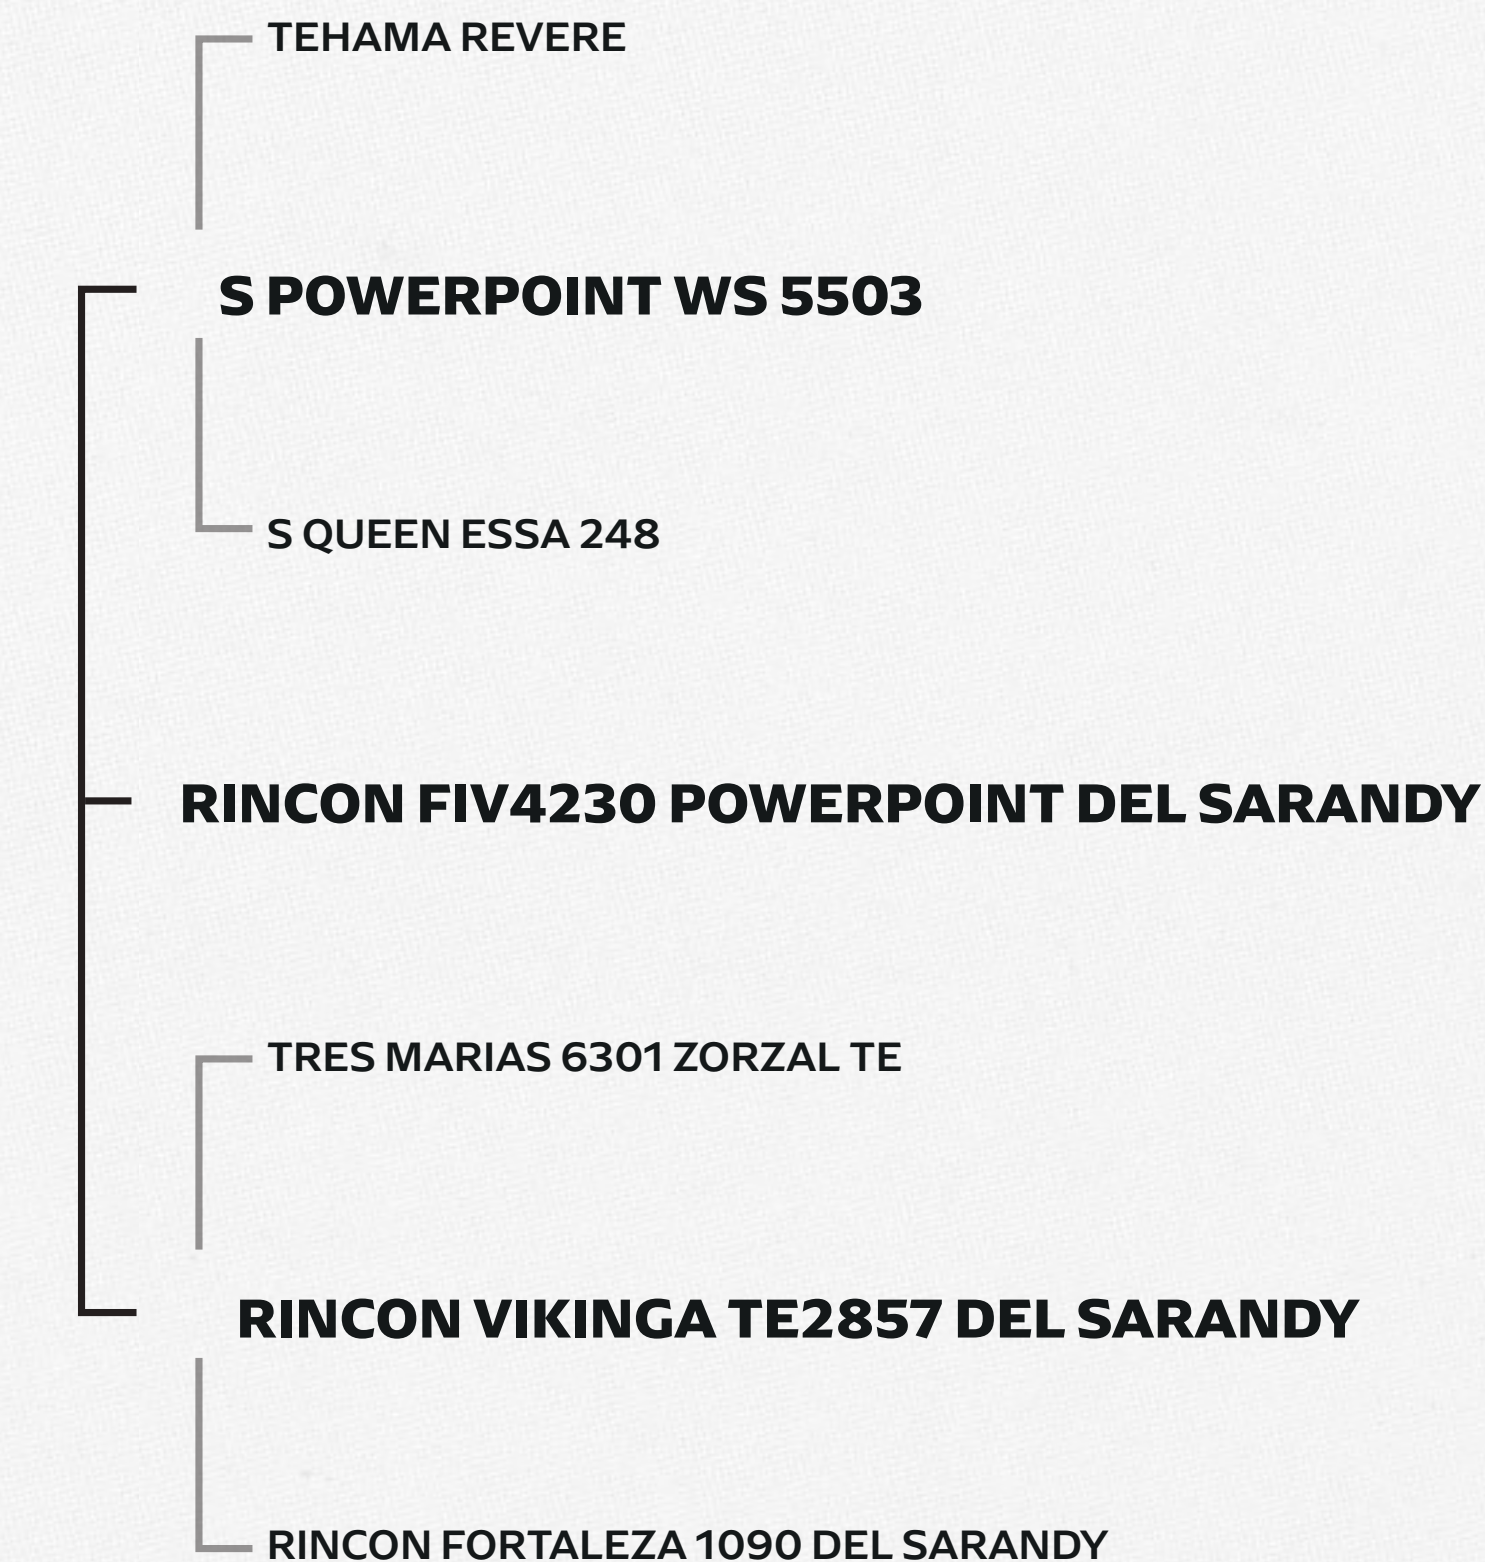 TEHAMA REVERE
S POWERPOINT WS 5503
S QUEEN ESSA 248
RINCON FIV4230 POWERPOINT DEL SARANDY
TRES MARIAS 6301 ZORZAL TE
RINCON VIKINGA TE2857 DEL SARANDY
RINCON FORTALEZA 1090 DEL SARANDY